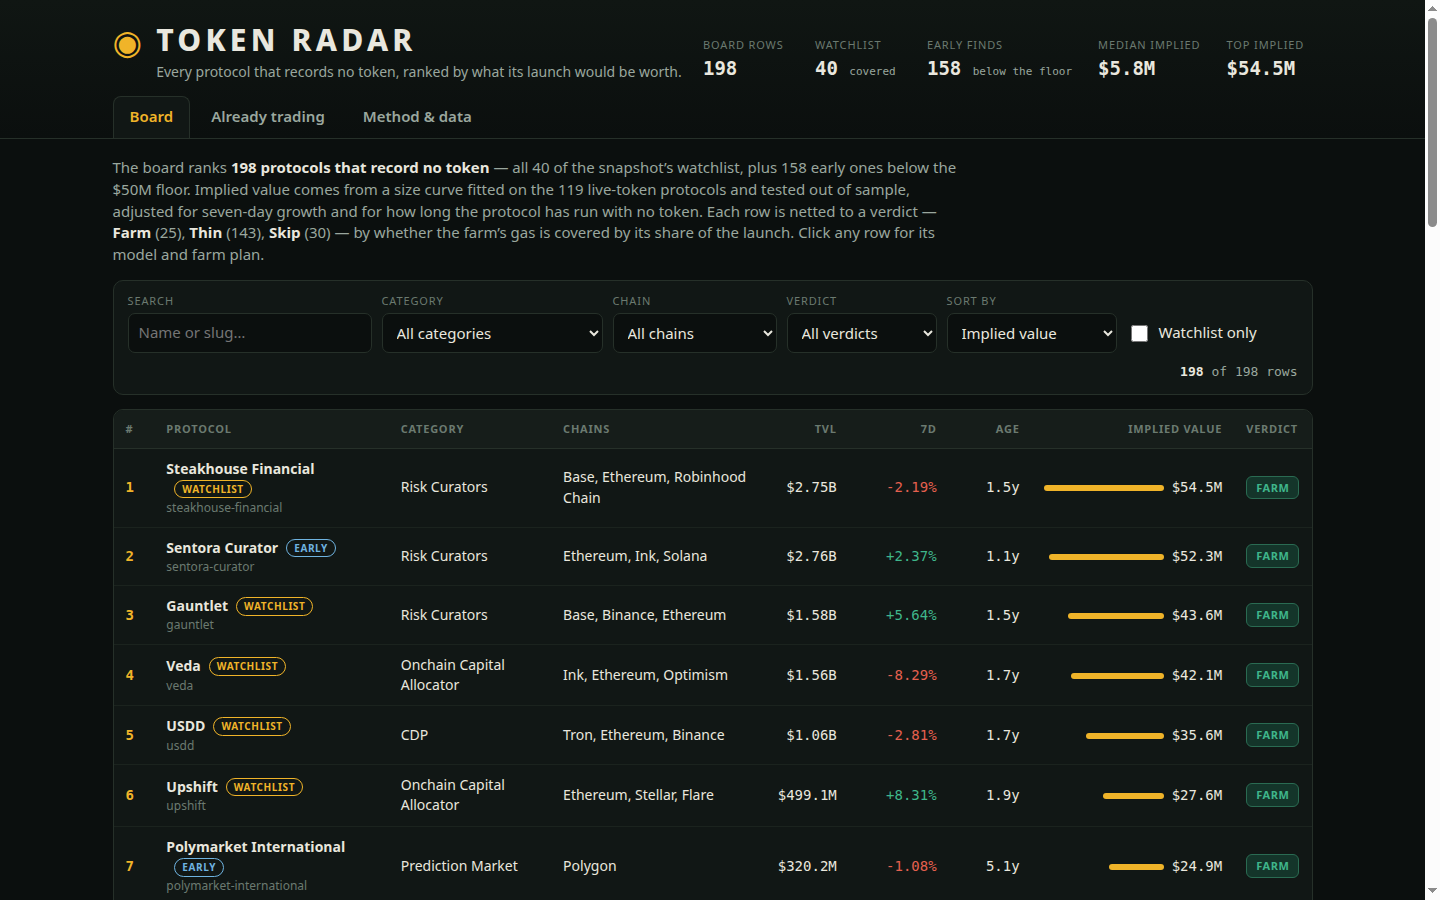 TOKEN RADAR
Every protocol that records no token, ranked by what its launch would be worth.
BOARD ROWS
198
WATCHLIST
40 covered
EARLY FINDS
158 below the floor
MEDIAN IMPLIED
$5.8M
TOP IMPLIED
$54.5M
Board
Already trading
Method & data
The board ranks 198 protocols that record no token — all 40 of the snapshot’s watchlist, plus 158 early ones below the
$50M floor. Implied value comes from a size curve fitted on the 119 live-token protocols and tested out of sample,
adjusted for seven-day growth and for how long the protocol has run with no token. Each row is netted to a verdict —
Farm (25), Thin (143), Skip (30) — by whether the farm’s gas is covered by its share of the launch. Click any row for its
model and farm plan.
SEARCH
Name or slug...
CATEGORY
All categories
CHAIN
All chains
VERDICT
All verdicts
SORT BY
Implied value
Watchlist only
198 of 198 rows
# PROTOCOL CATEGORY CHAINS TVL 7D AGE IMPLIED VALUE VERDICT
1
Steakhouse Financial
WATCHLIST
steakhouse-financial
Risk Curators
Base, Ethereum, Robinhood
Chain
$2.75B
-2.19%
1.5y
$54.5M
FARM
2
Sentora Curator EARLY
sentora-curator
Risk Curators
Ethereum, Ink, Solana
$2.76B
+2.37%
1.1y
$52.3M
FARM
3
Gauntlet WATCHLIST
gauntlet
Risk Curators
Base, Binance, Ethereum
$1.58B
+5.64%
1.5y
$43.6M
FARM
4
Veda WATCHLIST
veda
Onchain Capital
Allocator
Ink, Ethereum, Optimism
$1.56B
-8.29%
1.7y
$42.1M
FARM
5
USDD WATCHLIST
usdd
CDP
Tron, Ethereum, Binance
$1.06B
-2.81%
1.7y
$35.6M
FARM
6
Upshift WATCHLIST
upshift
Onchain Capital
Allocator
Ethereum, Stellar, Flare
$499.1M
+8.31%
1.9y
$27.6M
FARM
7
Polymarket International
EARLY
polymarket-international
Prediction Market
Polygon
$320.2M
-1.08%
5.1y
$24.9M
FARM